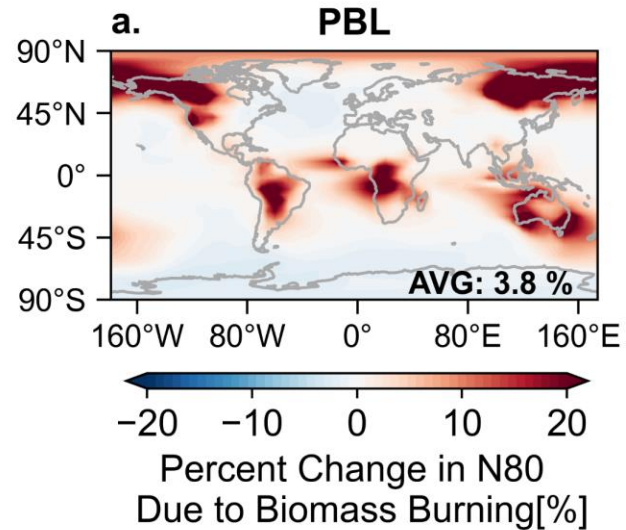 a. PBL
90°N
45°N
0°
45°S
90°S
AVG: 3.8 %
160°W 80°W 0° 80°E 160°E
−20 −10 0 10 20
Percent Change in N80
Due to Biomass Burning[%]